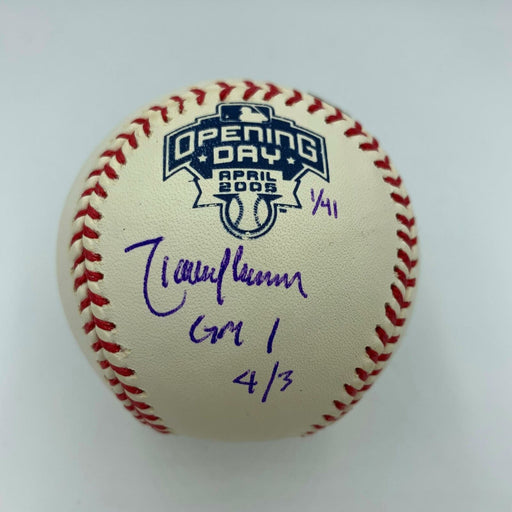 OPENING
DAY
APRIL
2005
1/41
GM 1
4/3